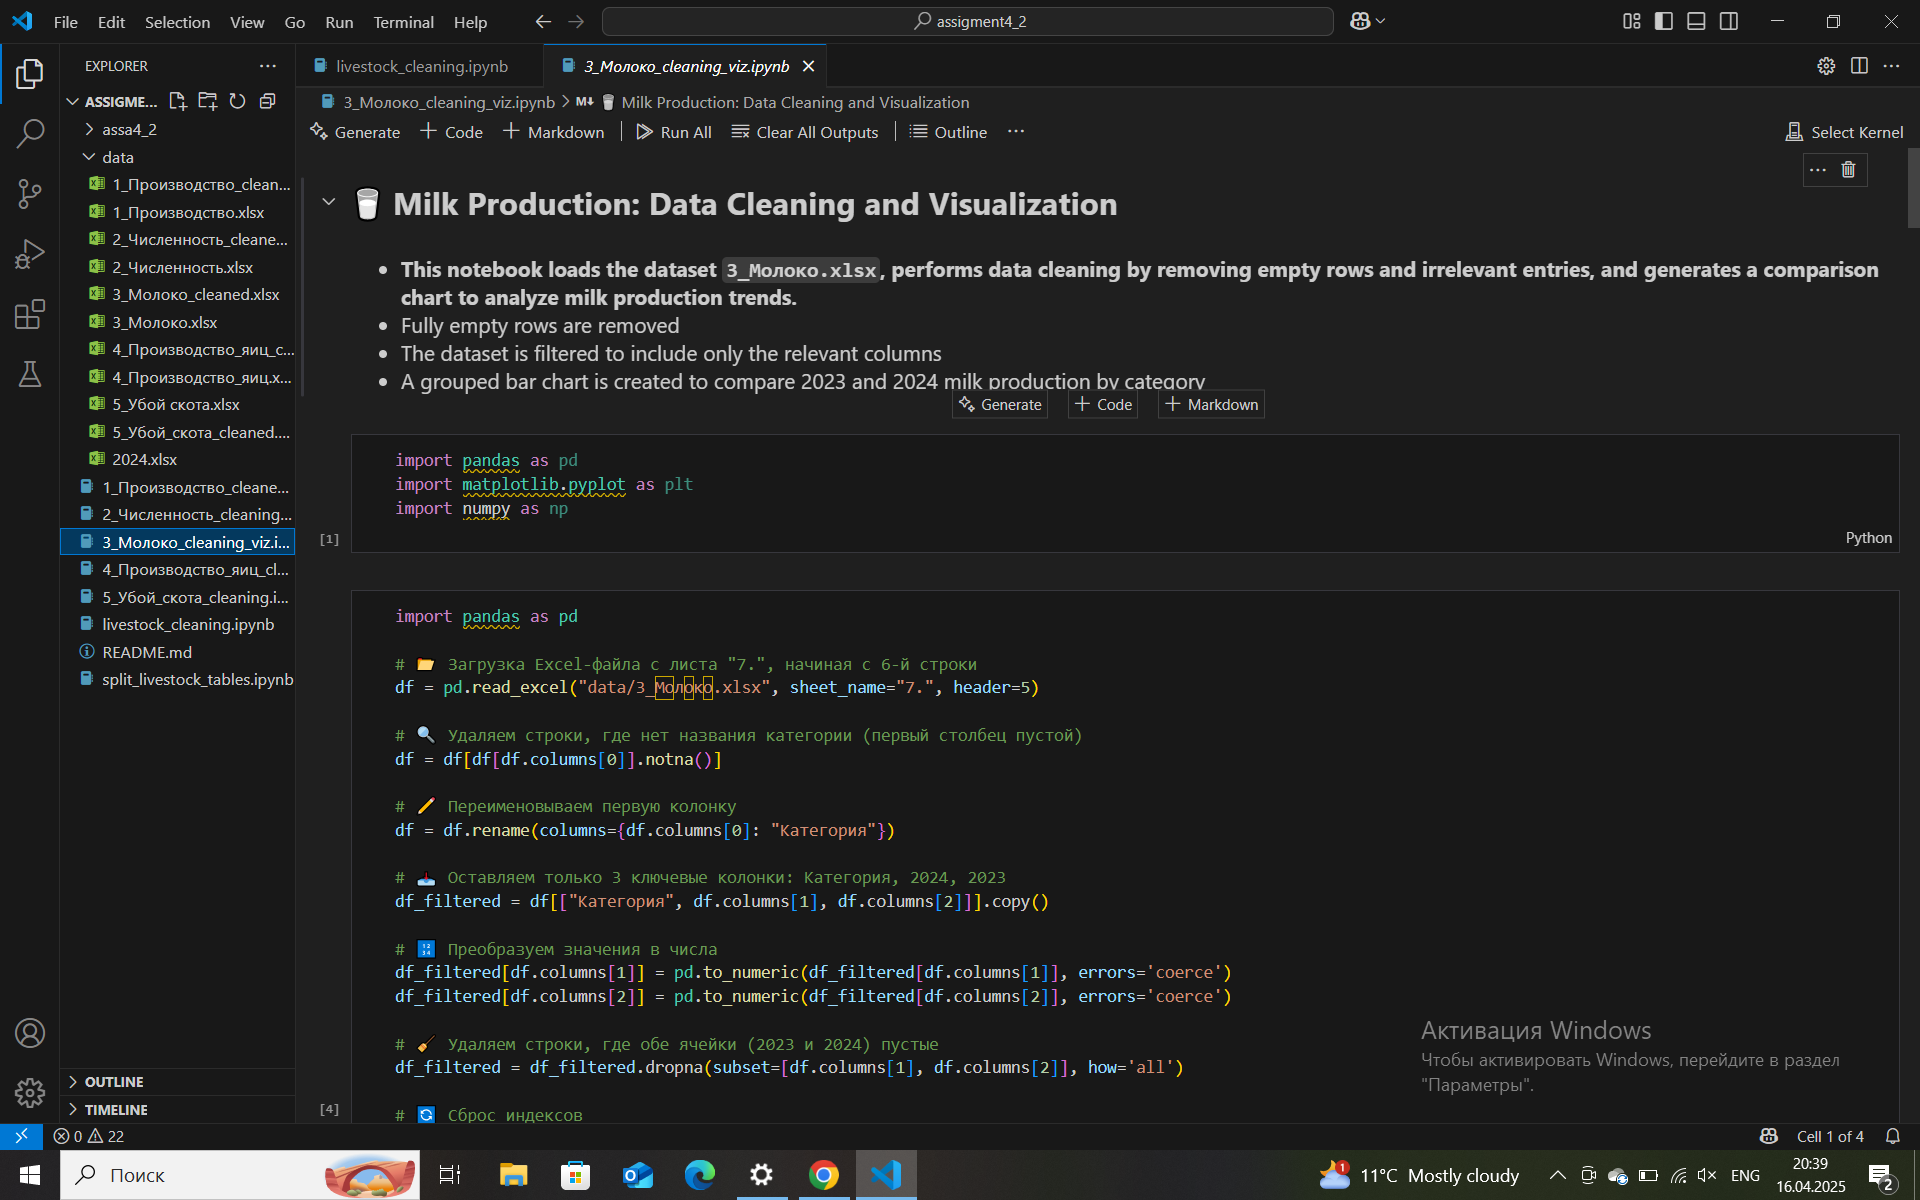 File Edit Selection View Go Run Terminal Help
assigment4_2
EXPLORER
ASSIGME...
assa4_2
data
1_Производство_clean...
1_Производство.xlsx
2_Численность_cleane...
2_Численность.xlsx
3_Молоко_cleaned.xlsx
3_Молоко.xlsx
4_Производство_яиц_c...
4_Производство_яиц.x...
5_Убой скота.xlsx
5_Убой_скота_cleaned....
2024.xlsx
1_Производство_cleane...
2_Численность_cleaning...
3_Молоко_cleaning_viz.i...
4_Производство_яиц_cl...
5_Убой_скота_cleaning.i...
livestock_cleaning.ipynb
README.md
split_livestock_tables.ipynb
OUTLINE
TIMELINE
livestock_cleaning.ipynb
3_Молоко_cleaning_viz.ipynb
3_Молоко_cleaning_viz.ipynb > M↓ Milk Production: Data Cleaning and Visualization
Generate + Code + Markdown Run All Clear All Outputs Outline ...
Select Kernel
Milk Production: Data Cleaning and Visualization
• This notebook loads the dataset 3_Молоко.xlsx, performs data cleaning by removing empty rows and irrelevant entries, and generates a comparison
chart to analyze milk production trends.
• Fully empty rows are removed
• The dataset is filtered to include only the relevant columns
• A grouped bar chart is created to compare 2023 and 2024 milk production by category
Generate + Code + Markdown
import pandas as pd
import matplotlib.pyplot as plt
import numpy as np
[1]
Python
import pandas as pd
# 📂 Загрузка Excel-файла с листа "7.", начиная с 6-й строки
df = pd.read_excel("data/3_Молоко.xlsx", sheet_name="7.", header=5)
# 🔍 Удаляем строки, где нет названия категории (первый столбец пустой)
df = df[df[df.columns[0]].notna()]
# ✏️ Переименовываем первую колонку
df = df.rename(columns={df.columns[0]: "Категория"})
# 📥 Оставляем только 3 ключевые колонки: Категория, 2024, 2023
df_filtered = df[["Категория", df.columns[1], df.columns[2]]].copy()
# 🔢 Преобразуем значения в числа
df_filtered[df.columns[1]] = pd.to_numeric(df_filtered[df.columns[1]], errors='coerce')
df_filtered[df.columns[2]] = pd.to_numeric(df_filtered[df.columns[2]], errors='coerce')
# 🧹 Удаляем строки, где обе ячейки (2023 и 2024) пустые
df_filtered = df_filtered.dropna(subset=[df.columns[1], df.columns[2]], how='all')
# 🔄 Сброс индексов
[4]
Активация Windows
Чтобы активировать Windows, перейдите в раздел
"Параметры".
0 22
Cell 1 of 4
Поиск
1
11°C Mostly cloudy
ENG
20:39
16.04.2025
2